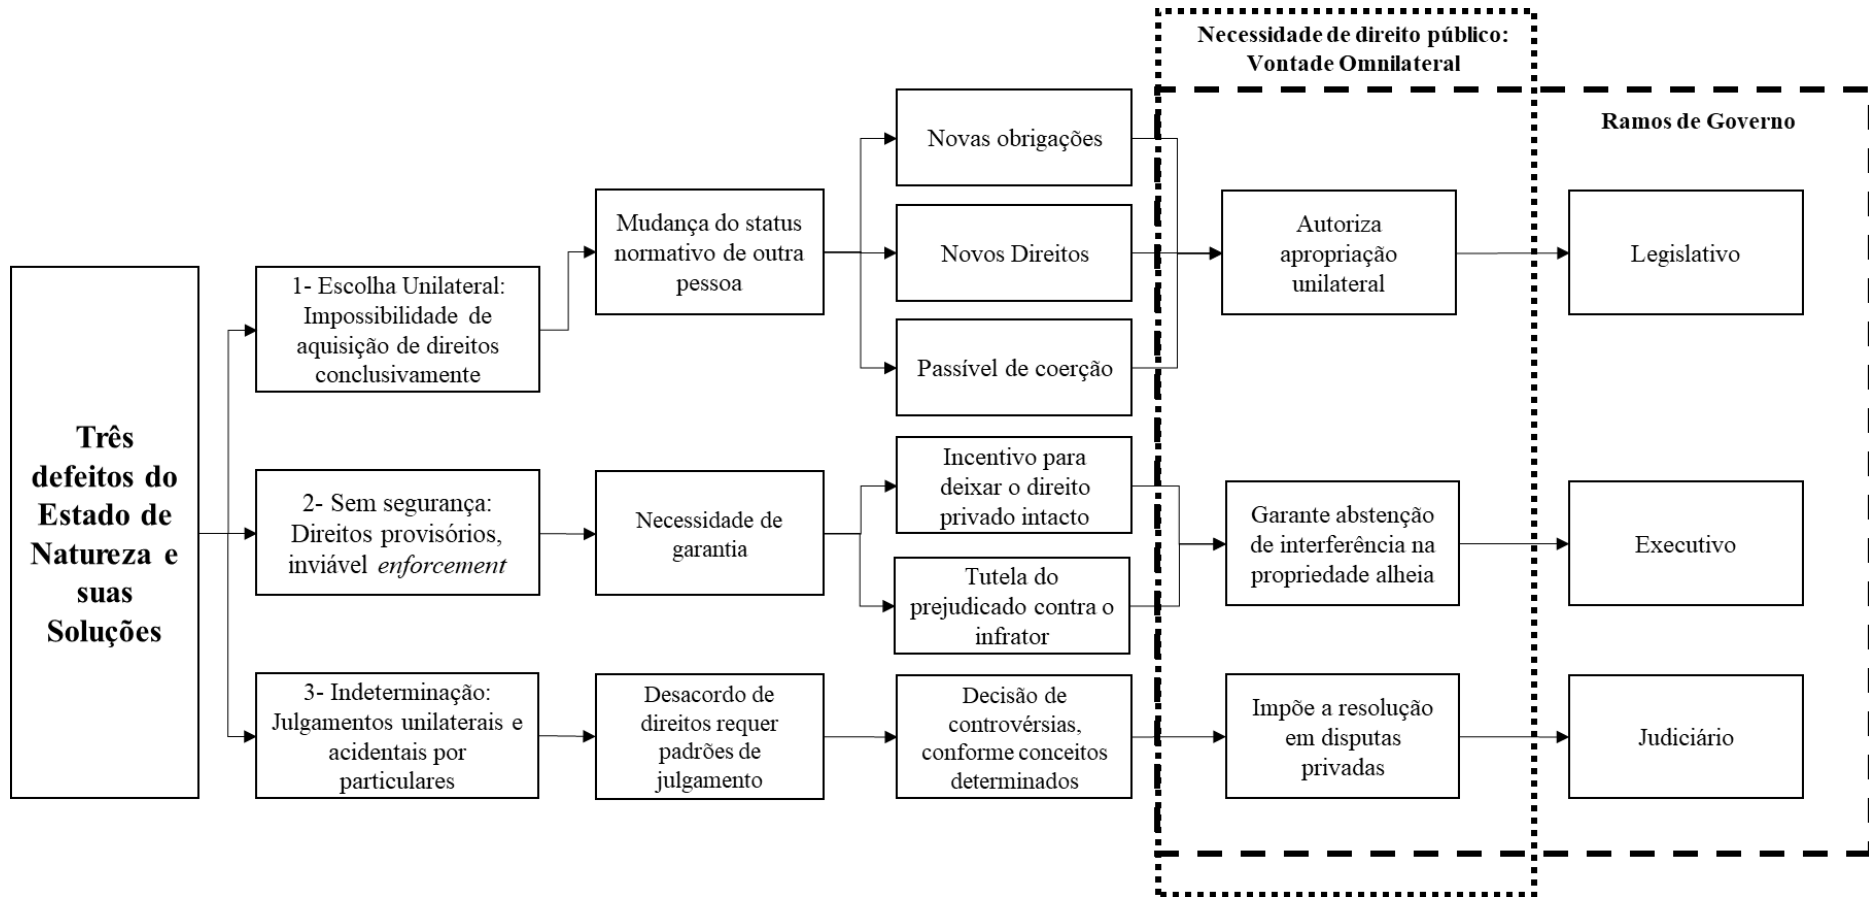 Necessidade de direito público:
Vontade Omnilateral
Ramos de Governo
Três
defeitos do
Estado de
Natureza e
suas
Soluções
1- Escolha Unilateral:
Impossibilidade de
aquisição de direitos
conclusivamente
Mudança do status
normativo de outra
pessoa
Novas obrigações
Novos Direitos
Passível de coerção
Autoriza
apropriação
unilateral
Legislativo
2- Sem segurança:
Direitos provisórios,
inviável enforcement
Necessidade de
garantia
Incentivo para
deixar o direito
privado intacto
Tutela do
prejudicado contra o
infrator
Garante abstenção
de interferência na
propriedade alheia
Executivo
3- Indeterminação:
Julgamentos unilaterais e
acidentais por
particulares
Desacordo de
direitos requer
padrões de
julgamento
Decisão de
controvérsias,
conforme conceitos
determinados
Impõe a resolução
em disputas
privadas
Judiciário